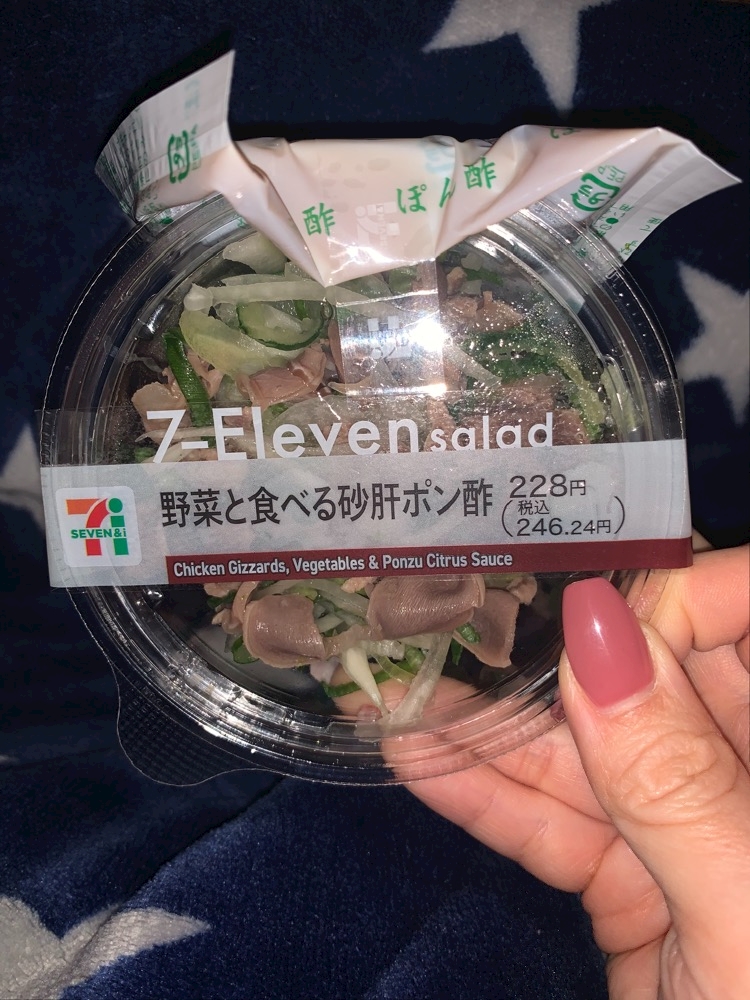 酢
ぽん酢
7-Eleven salad
SEVEN&i
野菜と食べる砂肝ポン酢
228円
(税込
246.24円)
Chicken Gizzards, Vegetables & Ponzu Citrus Sauce